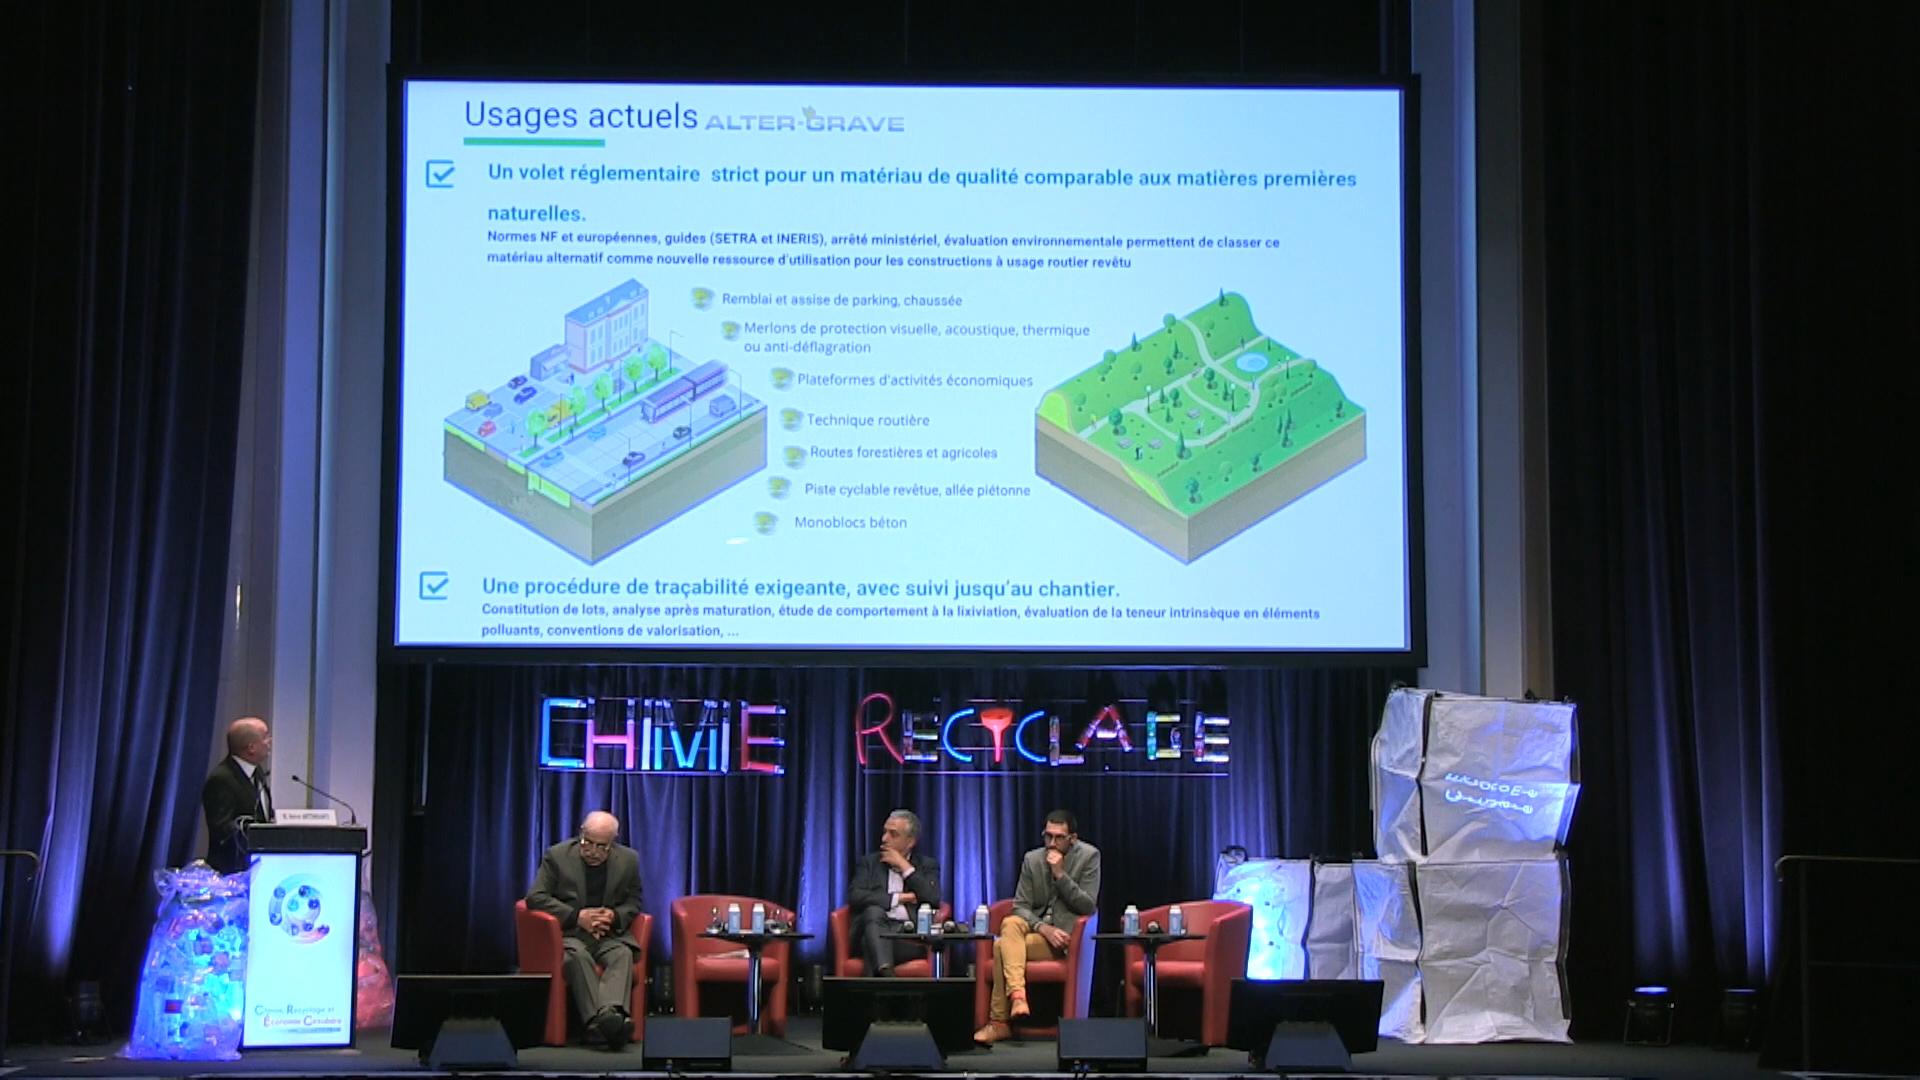 Usages actuels ALTER-GRAVE
Un volet réglementaire strict pour un matériau de qualité comparable aux matières premières
naturelles.
Normes NF et européennes, guides (SETRA et INERIS), arrêté ministériel, évaluation environnementale permettent de classer ce
matériau alternatif comme nouvelle ressource d'utilisation pour les constructions à usage routier revêtu
Remblai et assise de parking, chaussée
Merlons de protection visuelle, acoustique, thermique
ou anti-déflagration
Plateformes d'activités économiques
Technique routière
Routes forestières et agricoles
Piste cyclable revêtue, allée piétonne
Monoblocs béton
Une procédure de traçabilité exigeante, avec suivi jusqu'au chantier.
Constitution de lots, analyse après maturation, étude de comportement à la lixiviation, évaluation de la teneur intrinsèque en éléments
polluants, conventions de valorisation, ...
CHIMIE RECYCLAGE
Chimie, Recyclage et
Économie Circulaire